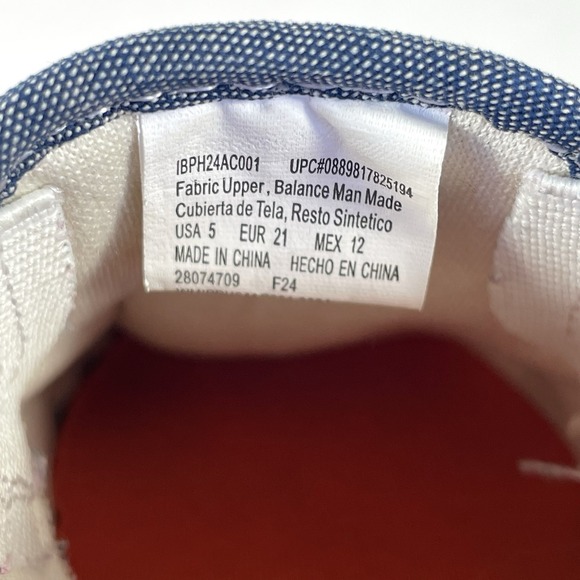 IBPH24AC001 UPC#0889817825194
Fabric Upper, Balance Man Made
Cubierta de Tela, Resto Sintetico
USA 5 EUR 21 MEX 12
MADE IN CHINA HECHO EN CHINA
28074709 F24